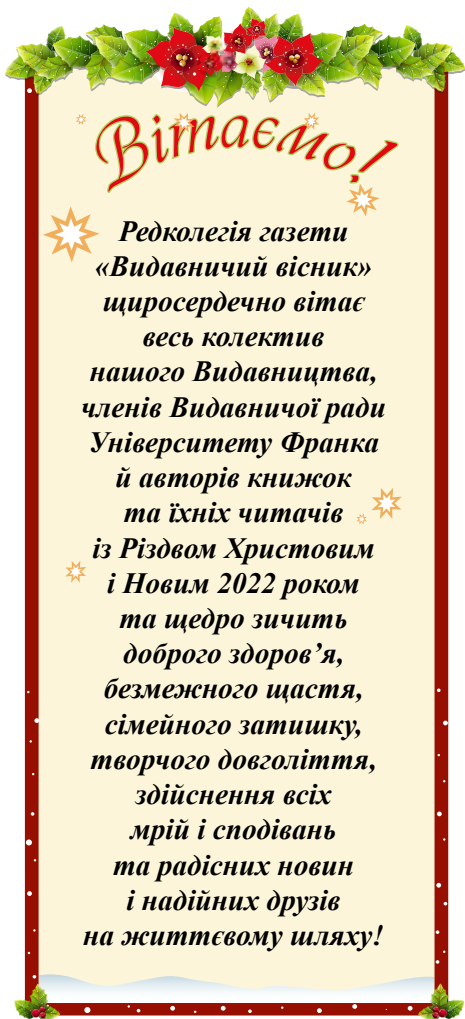 Вітаємо!
Редколегія газети
«Видавничий вісник»
щиросердечно вітає
весь колектив
нашого Видавництва,
членів Видавничої ради
Університету Франка
й авторів книжок
та їхніх читачів
із Різдвом Христовим
і Новим 2022 роком
та щедро зичить
доброго здоров’я,
безмежного щастя,
сімейного затишку,
творчого довголіття,
здійснення всіх
мрій і сподівань
та радісних новин
і надійних друзів
на життєвому шляху!